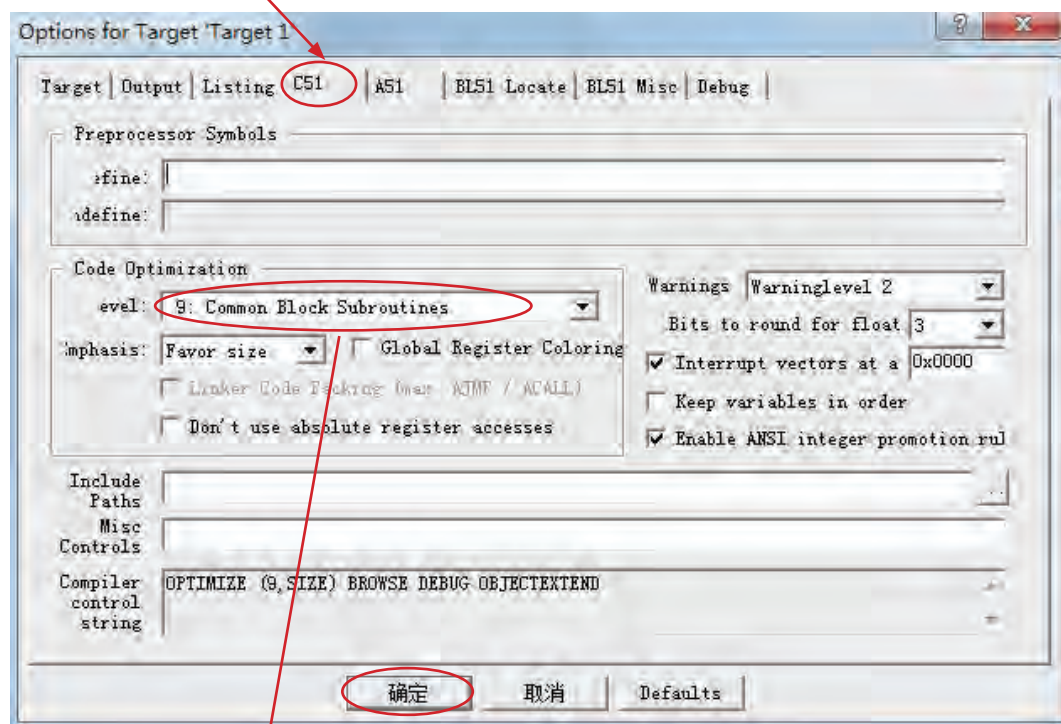 Options for Target 'Target 1'
Target Output Listing C51 A51 BL51 Locate BL51 Misc Debug
Preprocessor Symbols
efine:
define:
Code Optimization
evel: 9: Common Block Subroutines
Warnings Warninglevel 2
Bits to round for float 3
mphasis: Favor size Global Register Coloring
Interrupt vectors at a 0x0000
Linker Code Packing (max. AJMP / ACALL)
Keep variables in order
Don't use absolute register accesses
Enable ANSI integer promotion rul
Include
Paths
..
Misc
Controls
Compiler
control
string
OPTIMIZE (9,SIZE) BROWSE DEBUG OBJECTEXTEND
确定 取消 Defaults